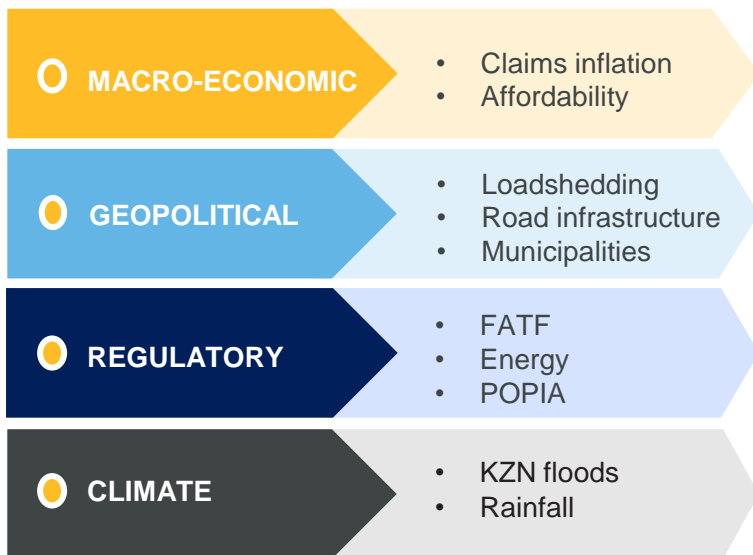 MACRO-ECONOMIC
• Claims inflation
• Affordability
GEOPOLITICAL
• Loadshedding
• Road infrastructure
• Municipalities
REGULATORY
• FATF
• Energy
• POPIA
CLIMATE
• KZN floods
• Rainfall